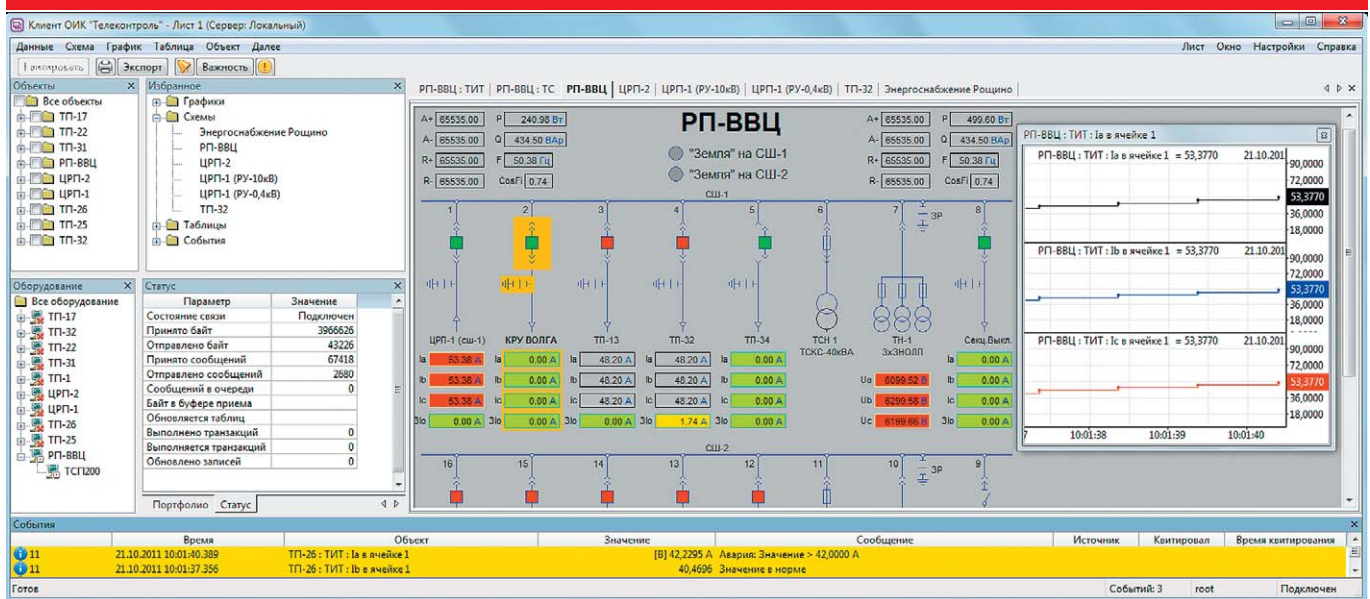 Клиент ОИК "Телеконтроль" - Лист 1 (Сервер: Локальный)
Данные Схема График Таблица Объект Далее Лист Окно Настройки Справка
Экспорт Важность
Объекты
Все объекты
ТП-17
ТП-22
ТП-31
РП-ВВЦ
ЦРП-2
ЦРП-1
ТП-26
ТП-25
ТП-32
Избранное
Графики
Схемы
Энергоснабжение Рощино
РП-ВВЦ
ЦРП-2
ЦРП-1 (РУ-10кВ)
ЦРП-1 (РУ-0,4кВ)
ТП-32
Таблицы
События
Оборудование
Все оборудование
ТП-17
ТП-32
ТП-22
ТП-31
ТП-1
ЦРП-2
ЦРП-1
ТП-26
ТП-25
РП-ВВЦ
ТСП200
Статус
Параметр Значение
Состояние связи Подключен
Принято байт 3966626
Отправлено байт 43226
Принято сообщений 67418
Отправлено сообщений 2680
Сообщений в очереди 0
Байт в буфере приема
Обновляется таблиц
Выполнено транзакций 0
Выполняется транзакций 0
Обновлено записей 0
Портфолио Статус
РП-ВВЦ : ТИТ РП-ВВЦ : ТС РП-ВВЦ ЦРП-2 ЦРП-1 (РУ-10кВ) ЦРП-1 (РУ-0,4кВ) ТП-32 Энергоснабжение Рощино
A+ 65535.00 P 240.98 Вт РП-ВВЦ A+ 65535.00 P 499.60 Вт
A- 65535.00 Q 434.50 ВАр "Земля" на СШ-1 A- 65535.00 Q 434.50 ВАр
R+ 65535.00 F 50.38 Гц "Земля" на СШ-2 R+ 65535.00 F 50.38 Гц
R- 65535.00 CosFi 0.74 R- 65535.00 CosFi 0.74
СШ-1
1 2 3 4 5 6 7 ЗР 8
ЦРП-1 (сш-1) КРУ ВОЛГА ТП-13 ТП-32 ТП-34 ТСН 1 ТН-1 Секц.Выкл.
ТСКС-40кВА 3хЗНОЛП
Ia 53.38 A Ia 0.00 A Ia 48.20 A Ia 48.20 A Ia 0.00 A Ia 0.00 A
Ib 53.38 A Ib 0.00 A Ib 48.20 A Ib 48.20 A Ib 0.00 A Ua 6099.52 В Ib 0.00 A
Ic 53.38 A Ic 0.00 A Ic 48.20 A Ic 48.20 A Ic 0.00 A Ub 6299.58 В Ic 0.00 A
3Io 0.00 A 3Io 0.00 A 3Io 0.00 A 3Io 1.74 A 3Io 0.00 A Uc 6199.66 В 3Io 0.00 A
СШ-2
16 15 14 13 12 11 10 ЗР 9
РП-ВВЦ : ТИТ : Ia в ячейке 1
РП-ВВЦ : ТИТ : Ia в ячейке 1 = 53,3770 21.10.201
90,0000
72,0000
53,3770
36,0000
18,0000
РП-ВВЦ : ТИТ : Ib в ячейке 1 = 53,3770 21.10.201
90,0000
72,0000
53,3770
36,0000
18,0000
РП-ВВЦ : ТИТ : Ic в ячейке 1 = 53,3770 21.10.201
90,0000
72,0000
53,3770
36,0000
18,0000
7 10:01:38 10:01:39 10:01:40
События
Время Объект Значение Сообщение Источник Квитировал Время квитирования
11 21.10.2011 10:01:40.389 ТП-26 : ТИТ : Ia в ячейке 1 [В] 42,2295 А Авария: Значение > 42,0000 А
11 21.10.2011 10:01:37.356 ТП-26 : ТИТ : Ib в ячейке 1 40,4696 Значение в норме
Готов Событий: 3 root Подключен